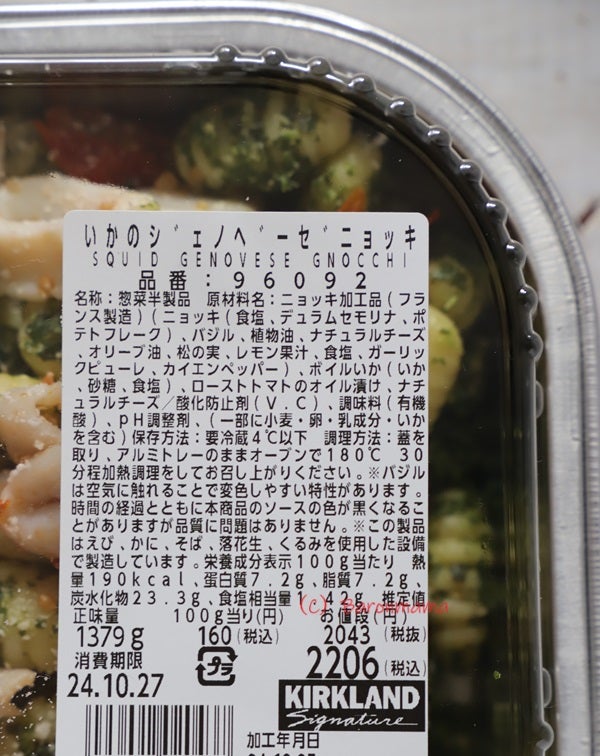 いかのジェノベーゼニョッキ
SQUID GENOVESE GNOCCHI
品番：96092
名称：惣菜半製品　原材料名：ニョッキ加工品（フラ
ンス製造）（ニョッキ（食塩、デュラムセモリナ、ポ
テトフレーク）、バジル、植物油、ナチュラルチーズ
、オリーブ油、松の実、レモン果汁、食塩、ガーリッ
クピューレ、カイエンペッパー）、ボイルいか（いか
、砂糖、食塩）、ローストトマトのオイル漬け、ナチ
ュラルチーズ／酸化防止剤（Ｖ．Ｃ）、調味料（有機
酸）、pH調整剤、（一部に小麦・卵・乳成分・いか
を含む）保存方法：要冷蔵4℃以下　調理方法：蓋を
取り、アルミトレーのままオーブンで180℃　30
分程加熱調理をしてお召し上がりください。※バジル
は空気に触れることで変色しやすい特性があります。
時間の経過とともに本商品のソースの色が黒くなるこ
とがありますが品質に問題はありません。※この製品
はえび、かに、そば、落花生、くるみを使用した設備
で製造しています。栄養成分表示100g当たり　熱
量190kcal、蛋白質7.2g、脂質7.2g、
炭水化物23.3g、食塩相当量 42g　推定値
(C) Barommama
正味量 100g当り(円) お値段(円)
1379g 160(税込) 2043 (税抜)
消費期限 プラ 2206(税込)
24.10.27
KIRKLAND
Signature
加工年月日